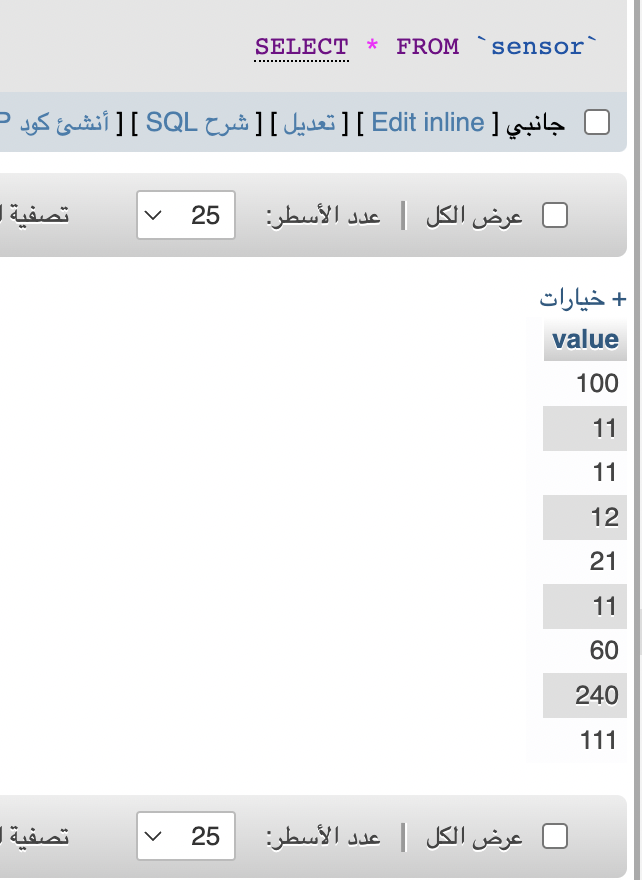 SELECT * FROM `sensor`
جانبي [ Edit inline ] [ تعديل ] [ شرح SQL ] [ أنشئ كود P
عرض الكل | عدد الأسطر: 25 تصفية
+ خيارات
value
100
11
11
12
21
11
60
240
111
عرض الكل | عدد الأسطر: 25 تصفية